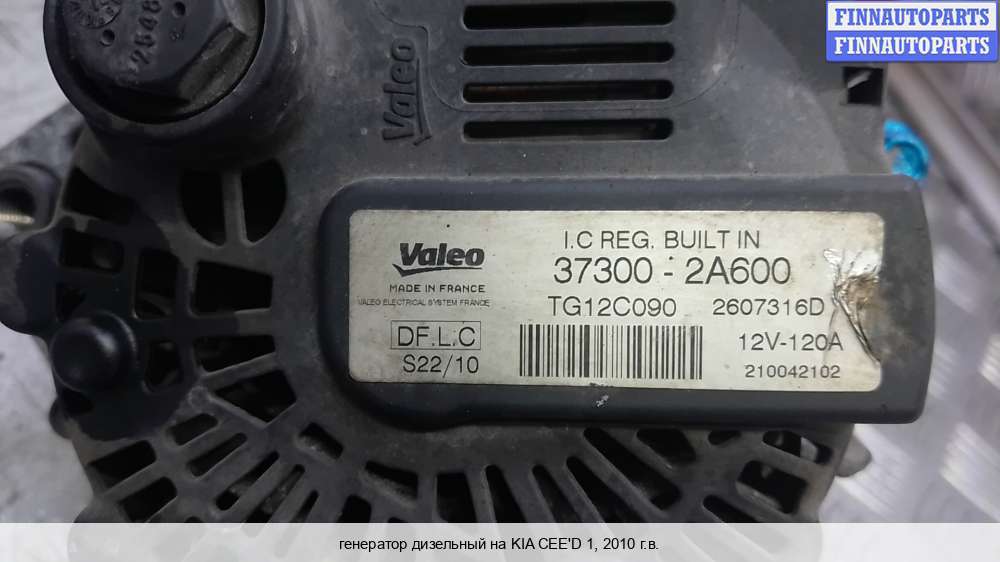 FINNAUTOPARTS
FINNAUTOPARTS
Valeo
Valeo
MADE IN FRANCE
VALEO ELECTRICAL SYSTEM FRANCE
DF.L.C
S22/10
I.C REG. BUILT IN
37300 - 2A600
TG12C090 2607316D
12V-120A
210042102
генератор дизельный на KIA CEE'D 1, 2010 г.в.